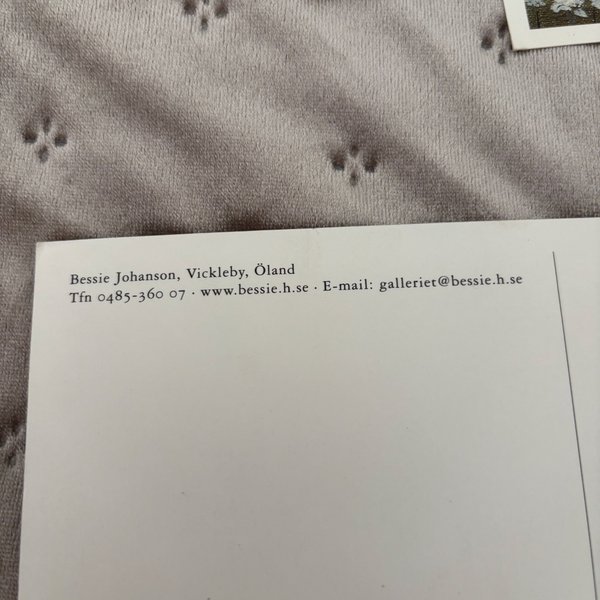 Bessie Johanson, Vickleby, Öland
Tfn 0485-360 07 · www.bessie.h.se · E-mail: galleriet@bessie.h.se